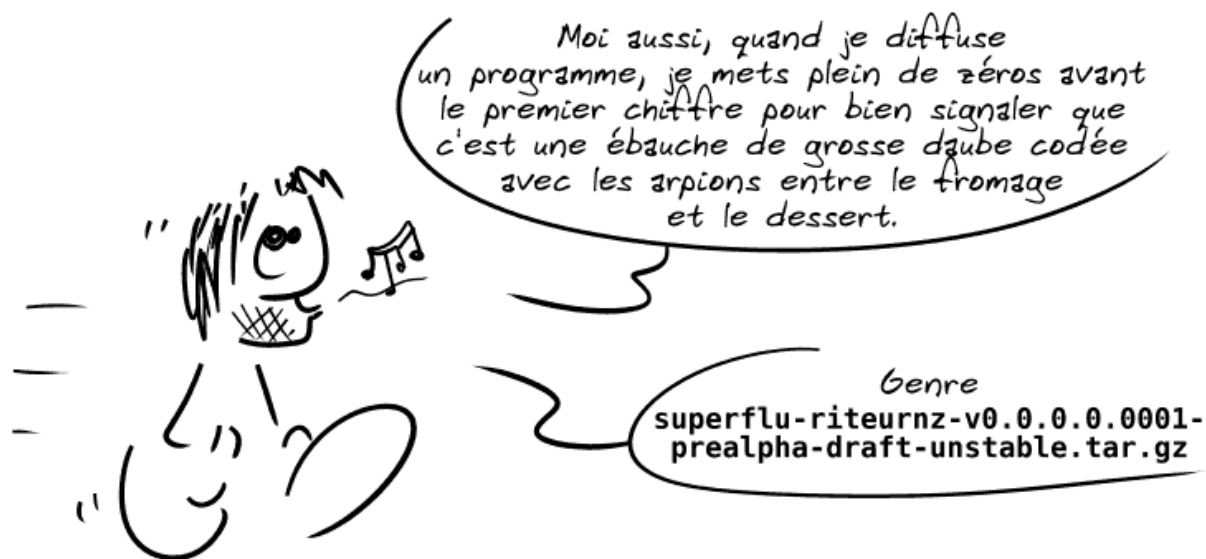 Moi aussi, quand je diffuse
un programme, je mets plein de zéros avant
le premier chiffre pour bien signaler que
c'est une ébauche de grosse daube codée
avec les arpions entre le fromage
et le dessert.
Genre
superflu-riteurnz-v0.0.0.0.0001-
prealpha-draft-unstable.tar.gz